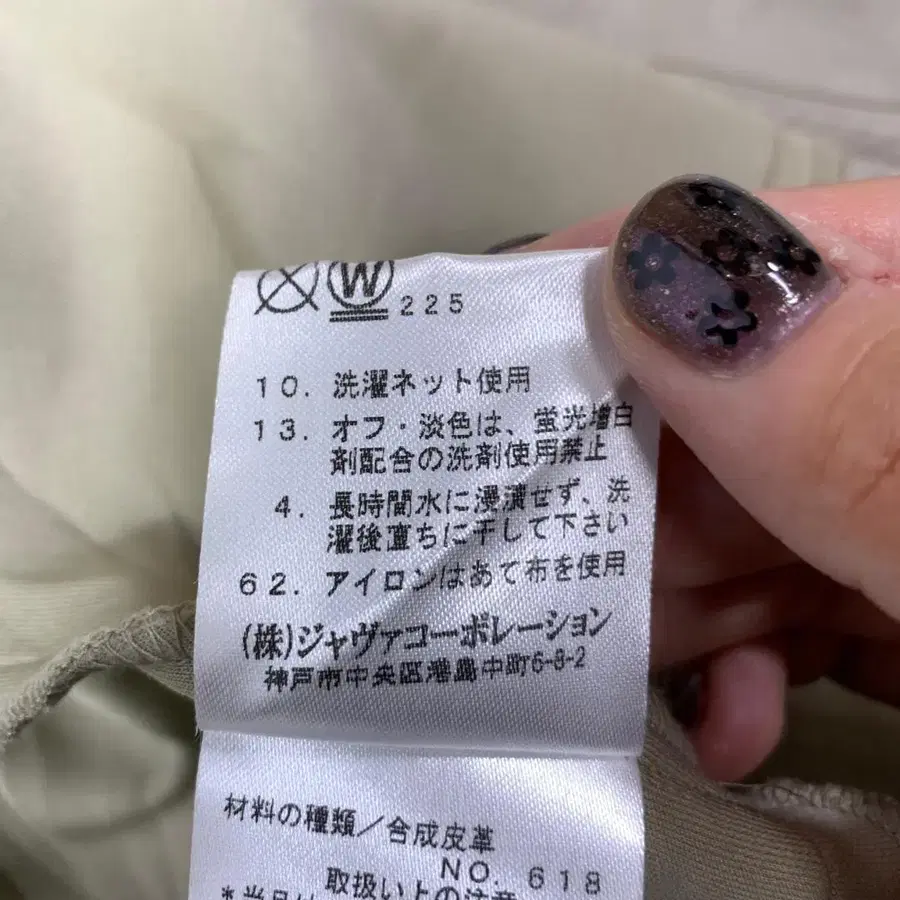 W 225
10. 洗濯ネット使用
13. オフ・淡色は、蛍光増白
剤配合の洗剤使用禁止
4. 長時間水に浸漬せず、洗
濯後直ちに干して下さい
62. アイロンはあて布を使用
(株)ジャヴァコーポレーション
神戸市中央区港島中町6-8-2
材料の種類／合成皮革
NO. 618
取扱い上の注意